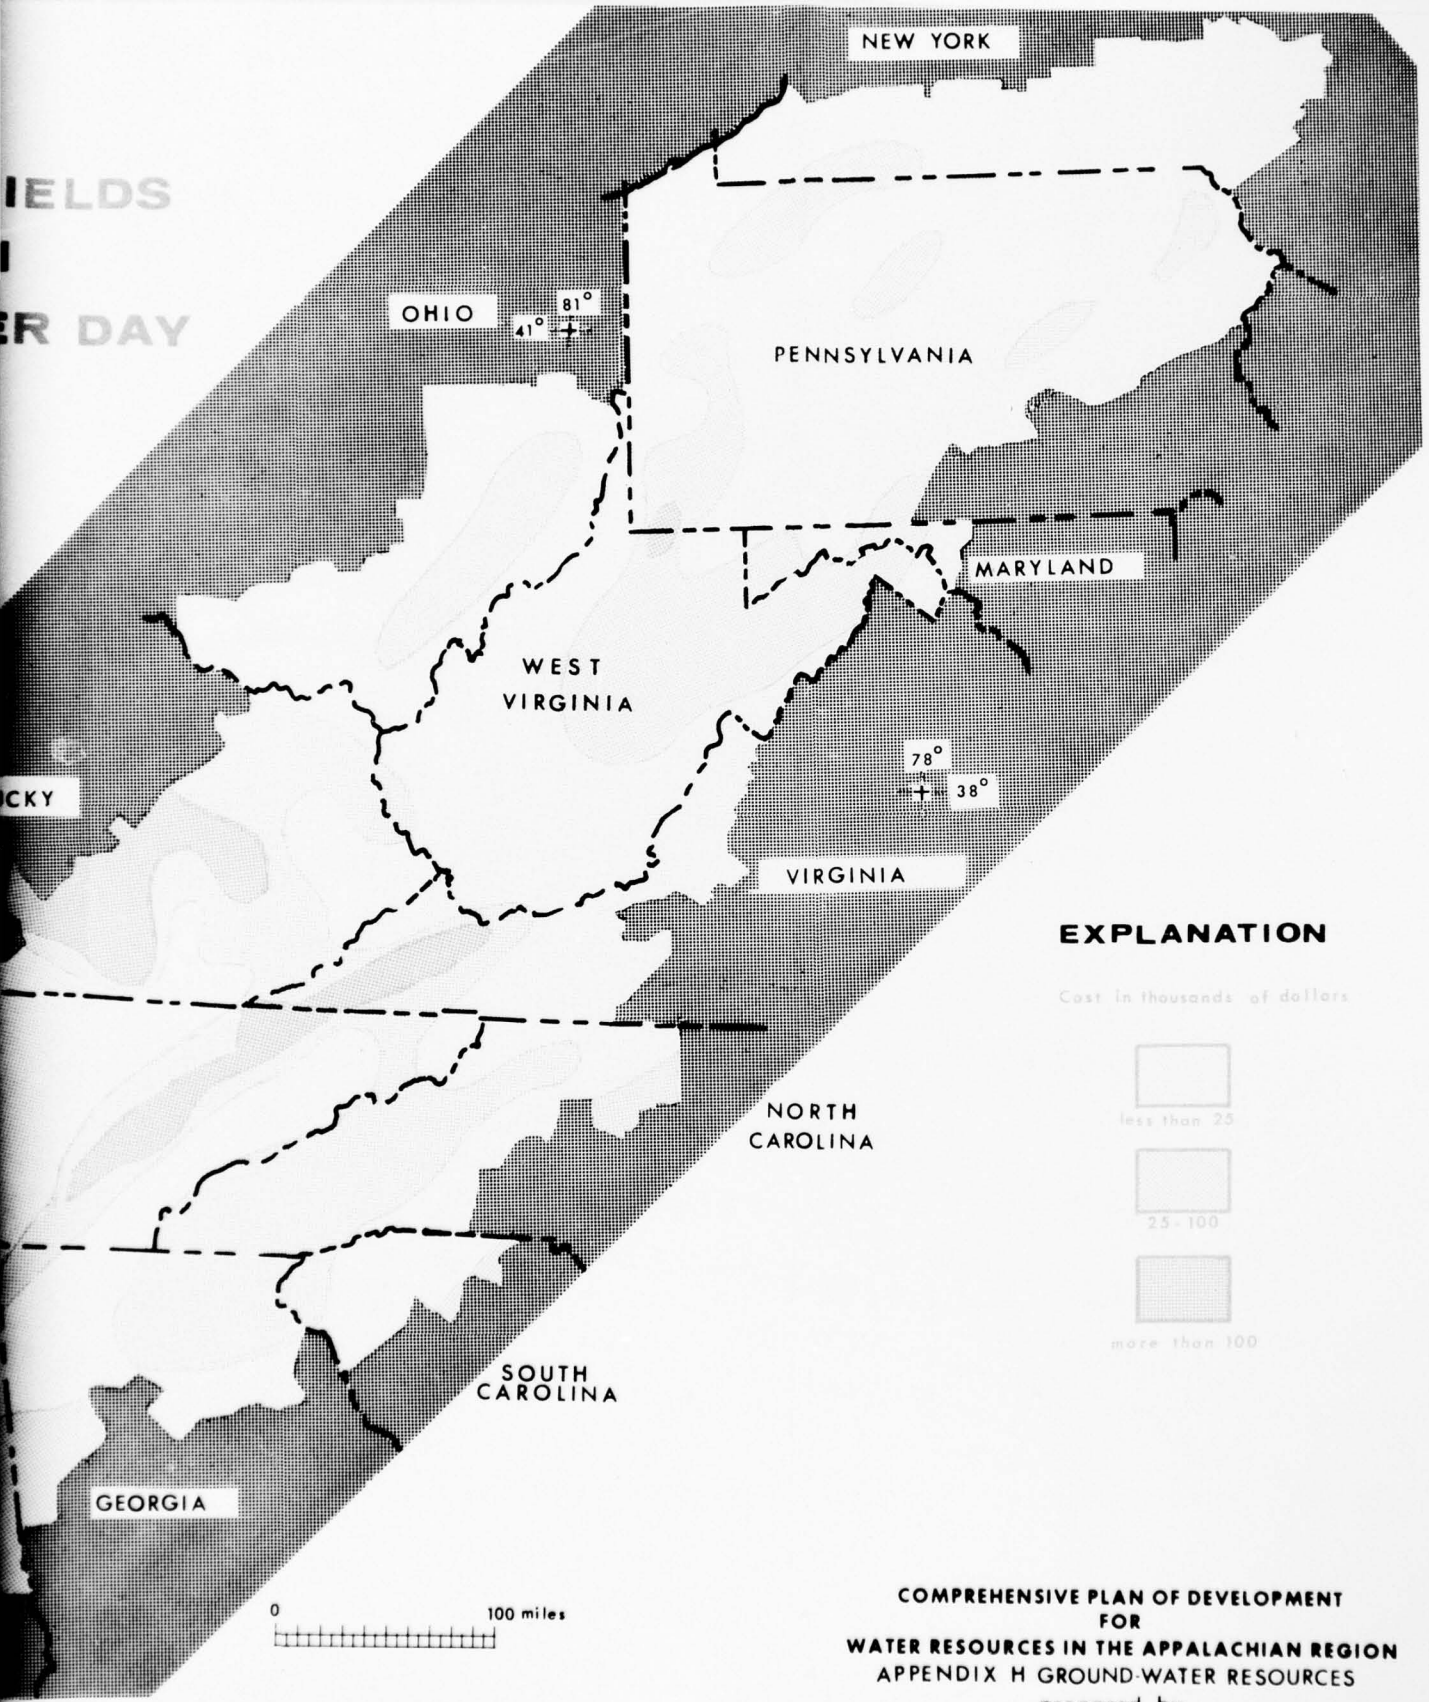 NEW YORK
IELDS
ER DAY
OHIO
81°
41°
PENNSYLVANIA
MARYLAND
WEST
VIRGINIA
78°
38°
CKY
VIRGINIA
EXPLANATION
Cost in thousands of dollars
less than 25
25-100
more than 100
NORTH
CAROLINA
SOUTH
CAROLINA
GEORGIA
0 100 miles
COMPREHENSIVE PLAN OF DEVELOPMENT
FOR
WATER RESOURCES IN THE APPALACHIAN REGION
APPENDIX H GROUND-WATER RESOURCES